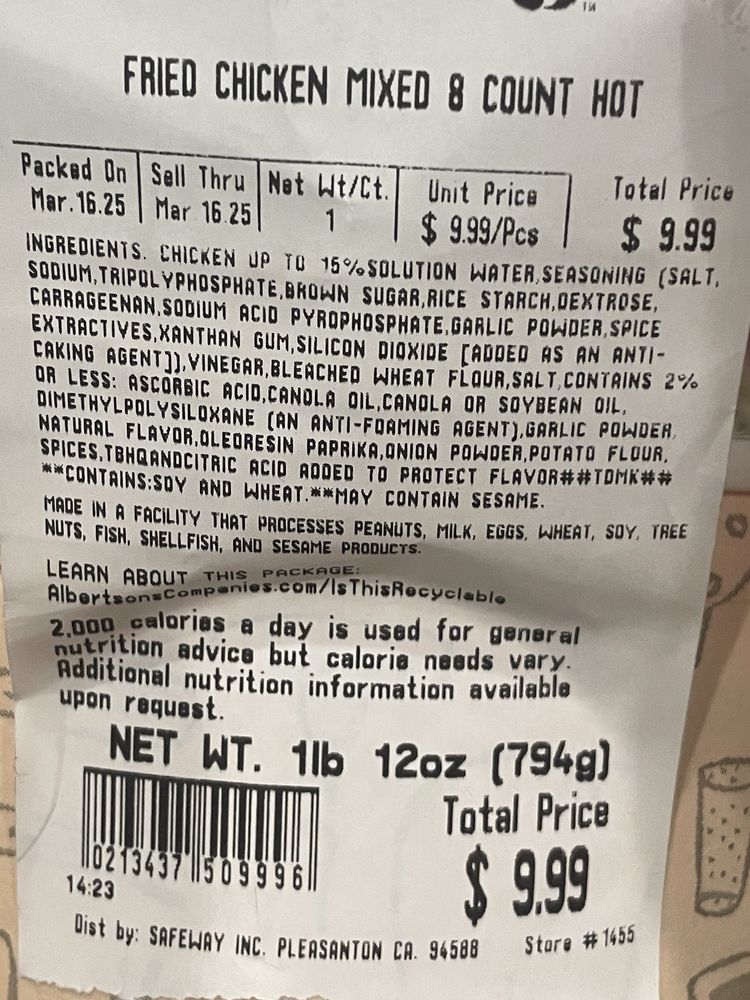 TM
FRIED CHICKEN MIXED 8 COUNT HOT
Packed On Sell Thru Net Wt/Ct. Unit Price Total Price
Mar.16.25 Mar 16.25 1 $ 9.99/Pcs $ 9.99
INGREDIENTS. CHICKEN UP TO 15% SOLUTION WATER,SEASONING (SALT,
SODIUM,TRIPOLYPHOSPHATE,BROWN SUGAR,RICE STARCH,DEXTROSE,
CARRAGEENAN,SODIUM ACID PYROPHOSPHATE,GARLIC POWDER,SPICE
EXTRACTIVES,XANTHAN GUM,SILICON DIOXIDE [ADDED AS AN ANTI-
CAKING AGENT]),VINEGAR,BLEACHED WHEAT FLOUR,SALT,CONTAINS 2%
OR LESS: ASCORBIC ACID,CANOLA OIL,CANOLA OR SOYBEAN OIL,
DIMETHYLPOLYSILOXANE (AN ANTI-FOAMING AGENT),GARLIC POWDER,
NATURAL FLAVOR,OLEORESIN PAPRIKA,ONION POWDER,POTATO FLOUR,
SPICES,TBHQANDCITRIC ACID ADDED TO PROTECT FLAVOR##TDMK##
**CONTAINS:SOY AND WHEAT.**MAY CONTAIN SESAME.
MADE IN A FACILITY THAT PROCESSES PEANUTS, MILK, EGGS, WHEAT, SOY, TREE
NUTS, FISH, SHELLFISH, AND SESAME PRODUCTS.
LEARN ABOUT THIS PACKAGE:
AlbertsonsCompanies.com/IsThisRecyclable
2,000 calories a day is used for general
nutrition advice but calorie needs vary.
Additional nutrition information available
upon request.
NET WT. 1lb 12oz (794g)
Total Price
$ 9.99
0213437 509996
14:23
Dist by: SAFEWAY INC. PLEASANTON CA. 94588 Store #1455